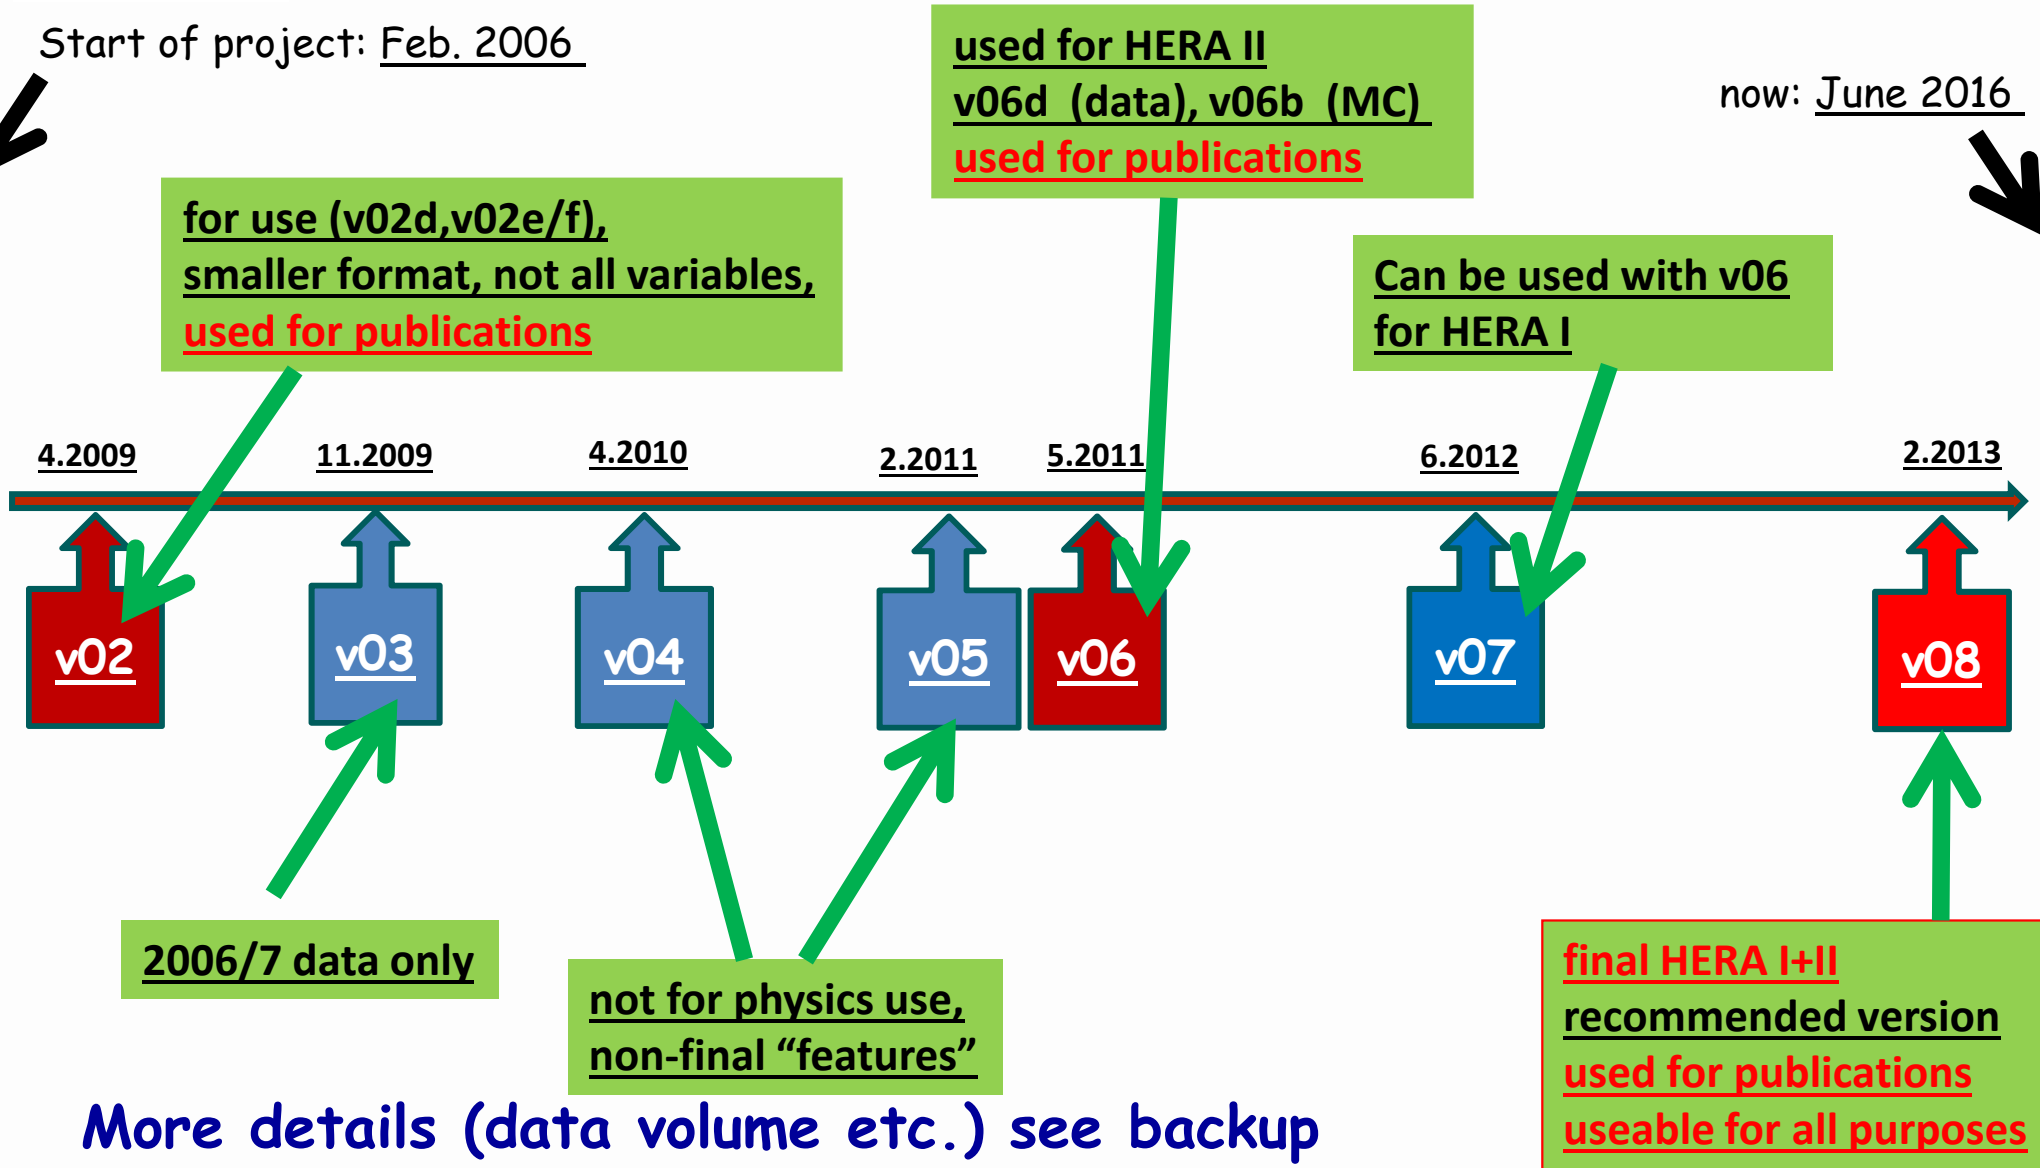 Start of project: Feb. 2006
used for HERA II
v06d (data), v06b (MC)
used for publications
now: June 2016
for use (v02d,v02e/f),
smaller format, not all variables,
used for publications
Can be used with v06
for HERA I
4.2009
11.2009
4.2010
2.2011
5.2011
6.2012
2.2013
v02
v03
v04
v05
v06
v07
v08
2006/7 data only
not for physics use,
non-final “features”
final HERA I+II
recommended version
used for publications
useable for all purposes
More details (data volume etc.) see backup